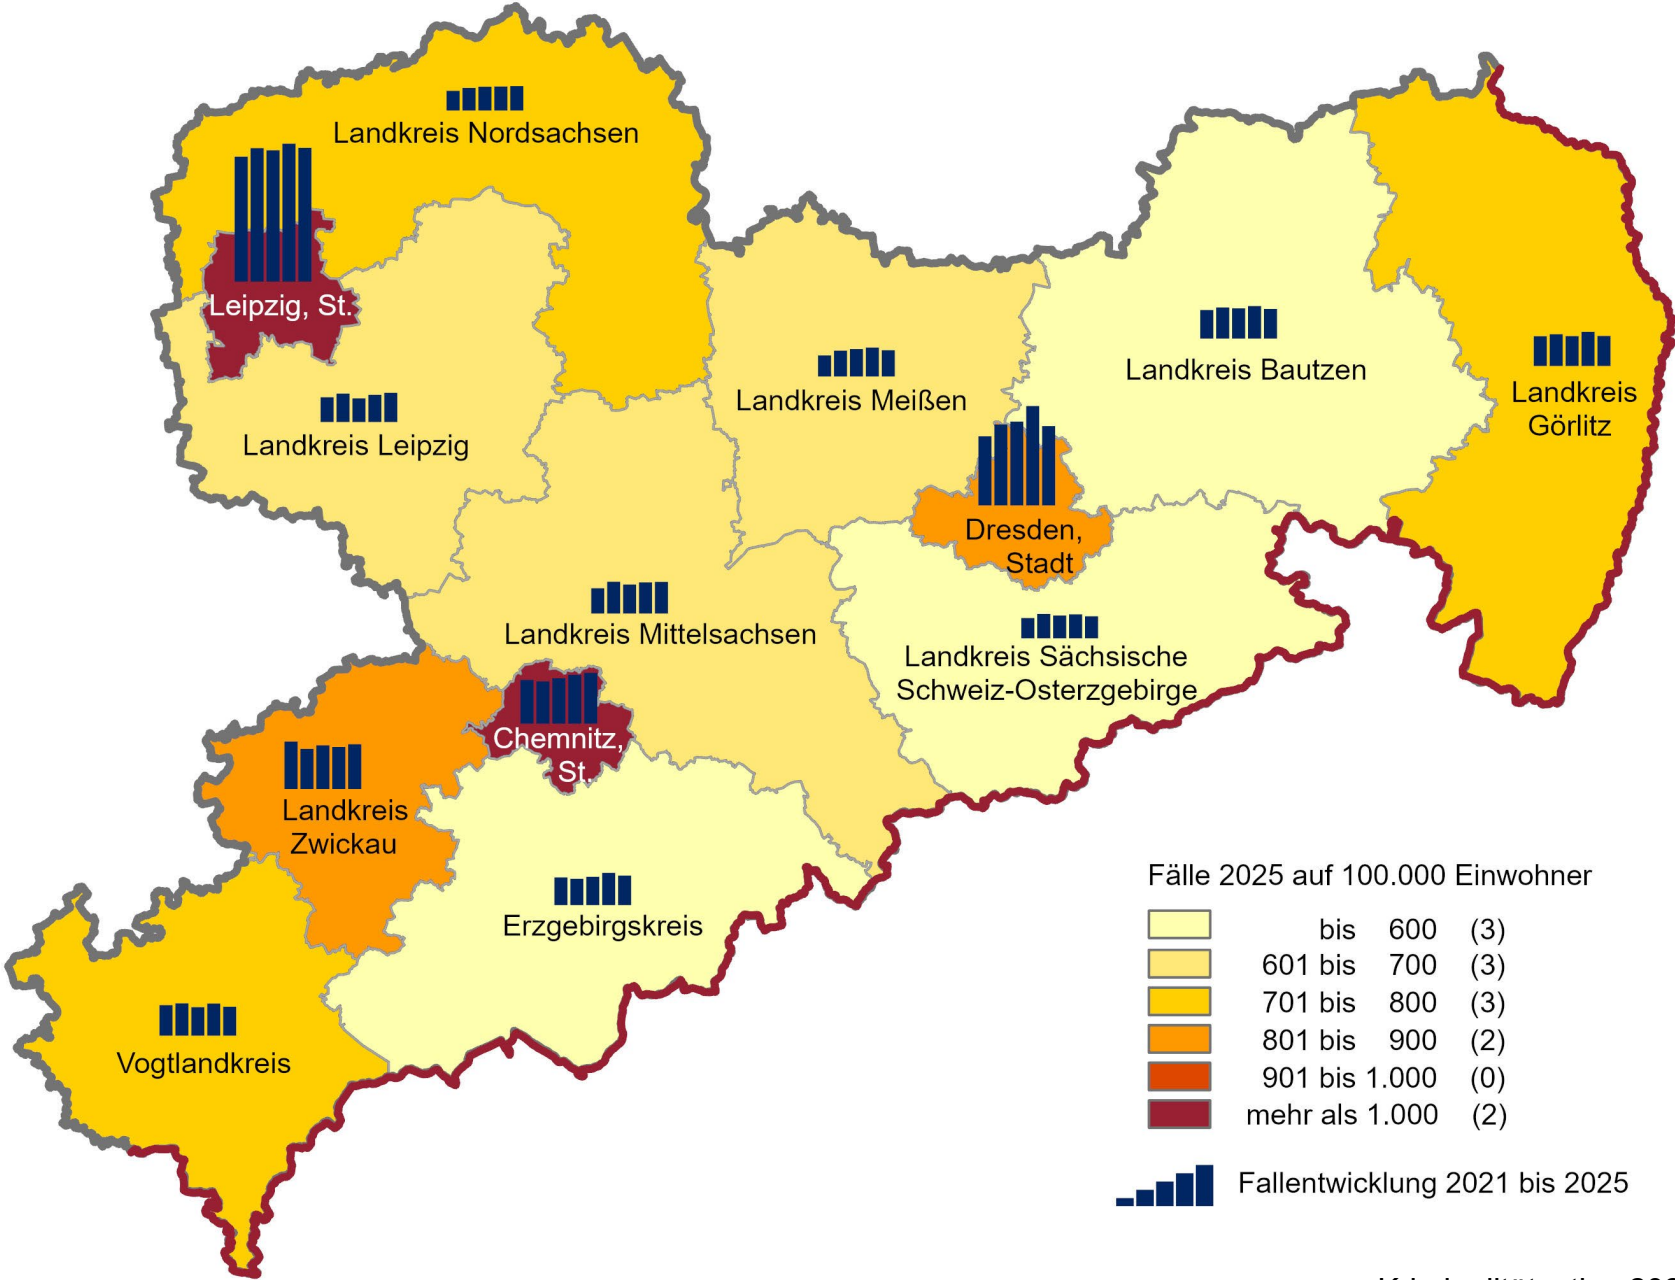 Landkreis Nordsachsen
Leipzig, St.
Landkreis Leipzig
Landkreis Meißen
Landkreis Bautzen
Landkreis
Görlitz
Dresden,
Stadt
Landkreis Mittelsachsen
Landkreis Sächsische
Schweiz-Osterzgebirge
Chemnitz,
St.
Landkreis
Zwickau
Erzgebirgskreis
Vogtlandkreis
Fälle 2025 auf 100.000 Einwohner
bis 600 (3)
601 bis 700 (3)
701 bis 800 (3)
801 bis 900 (2)
901 bis 1.000 (0)
mehr als 1.000 (2)
Fallentwicklung 2021 bis 2025